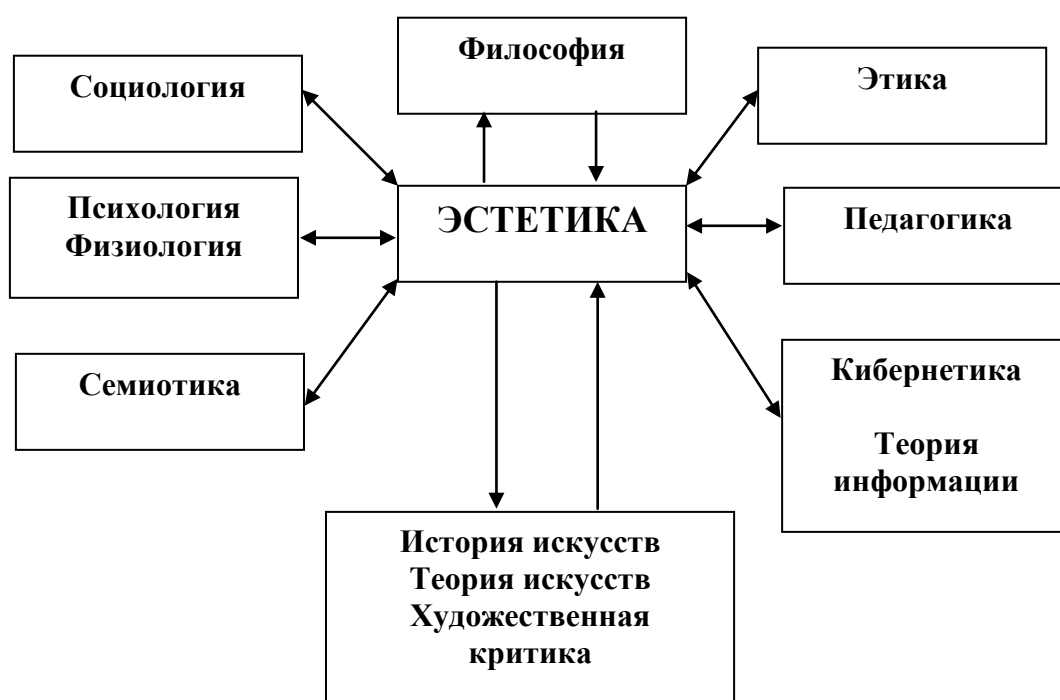 Философия
Социология
Этика
Психология
Физиология
ЭСТЕТИКА
Педагогика
Семиотика
Кибернетика
Теория
информации
История искусств
Теория искусств
Художественная
критика